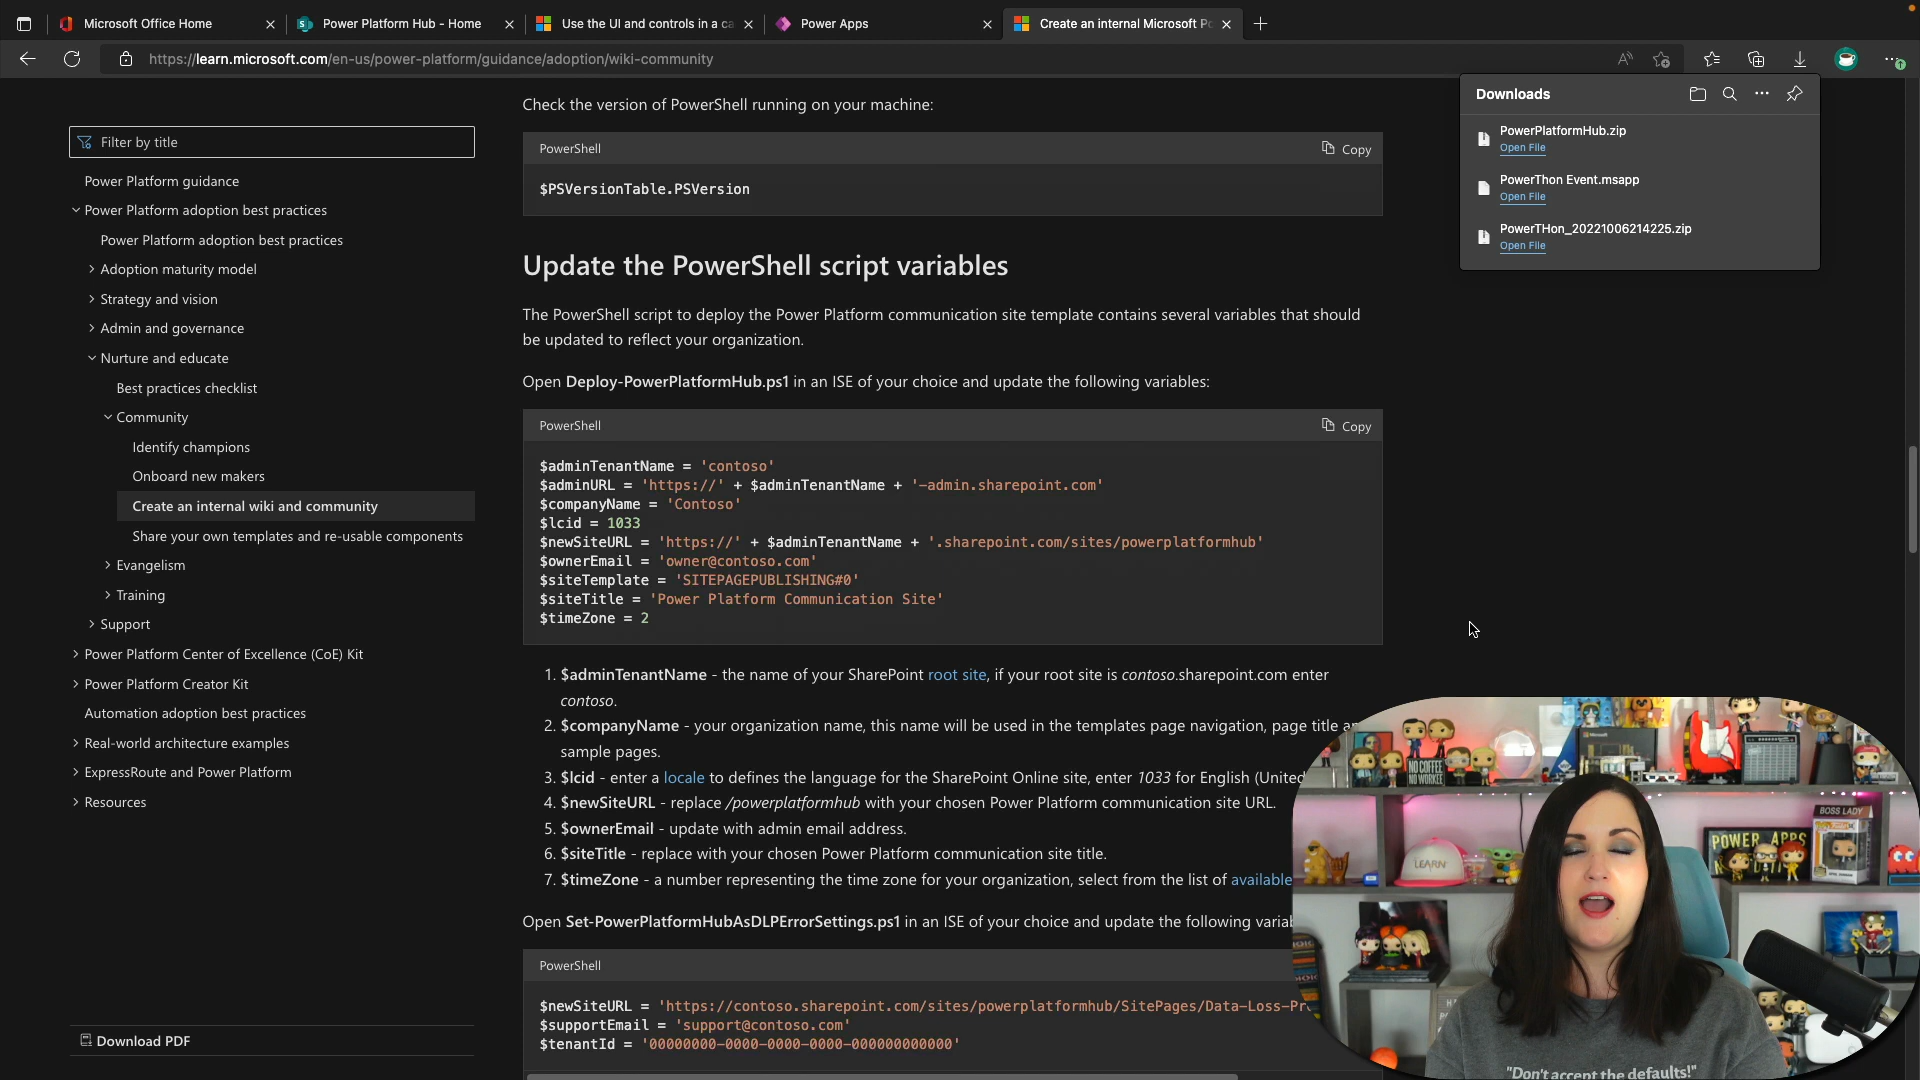 Microsoft Office Home
Power Platform Hub - Home
Use the UI and controls in a ca
Power Apps
Create an internal Microsoft Po
https://learn.microsoft.com/en-us/power-platform/guidance/adoption/wiki-community
Downloads
PowerPlatformHub.zip
Open File
PowerThon Event.msapp
Open File
PowerTHon_20221006214225.zip
Open File
Filter by title
Power Platform guidance
Power Platform adoption best practices
Power Platform adoption best practices
Adoption maturity model
Strategy and vision
Admin and governance
Nurture and educate
Best practices checklist
Community
Identify champions
Onboard new makers
Create an internal wiki and community
Share your own templates and re-usable components
Evangelism
Training
Support
Power Platform Center of Excellence (CoE) Kit
Power Platform Creator Kit
Automation adoption best practices
Real-world architecture examples
ExpressRoute and Power Platform
Resources
Download PDF
Check the version of PowerShell running on your machine:
PowerShell
Copy
$PSVersionTable.PSVersion
Update the PowerShell script variables
The PowerShell script to deploy the Power Platform communication site template contains several variables that should
be updated to reflect your organization.
Open Deploy-PowerPlatformHub.ps1 in an ISE of your choice and update the following variables:
PowerShell
Copy
$adminTenantName = 'contoso'
$adminURL = 'https://' + $adminTenantName + '-admin.sharepoint.com'
$companyName = 'Contoso'
$lcid = 1033
$newSiteURL = 'https://' + $adminTenantName + '.sharepoint.com/sites/powerplatformhub'
$ownerEmail = 'owner@contoso.com'
$siteTemplate = 'SITEPAGEPUBLISHING#0'
$siteTitle = 'Power Platform Communication Site'
$timeZone = 2
1. $adminTenantName - the name of your SharePoint root site, if your root site is contoso.sharepoint.com enter
contoso.
2. $companyName - your organization name, this name will be used in the templates page navigation, page title an
sample pages.
3. $lcid - enter a locale to defines the language for the SharePoint Online site, enter 1033 for English (United
4. $newSiteURL - replace /powerplatformhub with your chosen Power Platform communication site URL.
5. $ownerEmail - update with admin email address.
6. $siteTitle - replace with your chosen Power Platform communication site title.
7. $timeZone - a number representing the time zone for your organization, select from the list of available
Open Set-PowerPlatformHubAsDLPErrorSettings.ps1 in an ISE of your choice and update the following variab
PowerShell
$newSiteURL = 'https://contoso.sharepoint.com/sites/powerplatformhub/SitePages/Data-Loss-Pr
$supportEmail = 'support@contoso.com'
$tenantId = '00000000-0000-0000-0000-000000000000'
NO COFFEE
NO WORKEE
LEARN
POWER APPS
BOSS LADY
"Don't accept the defaults!"